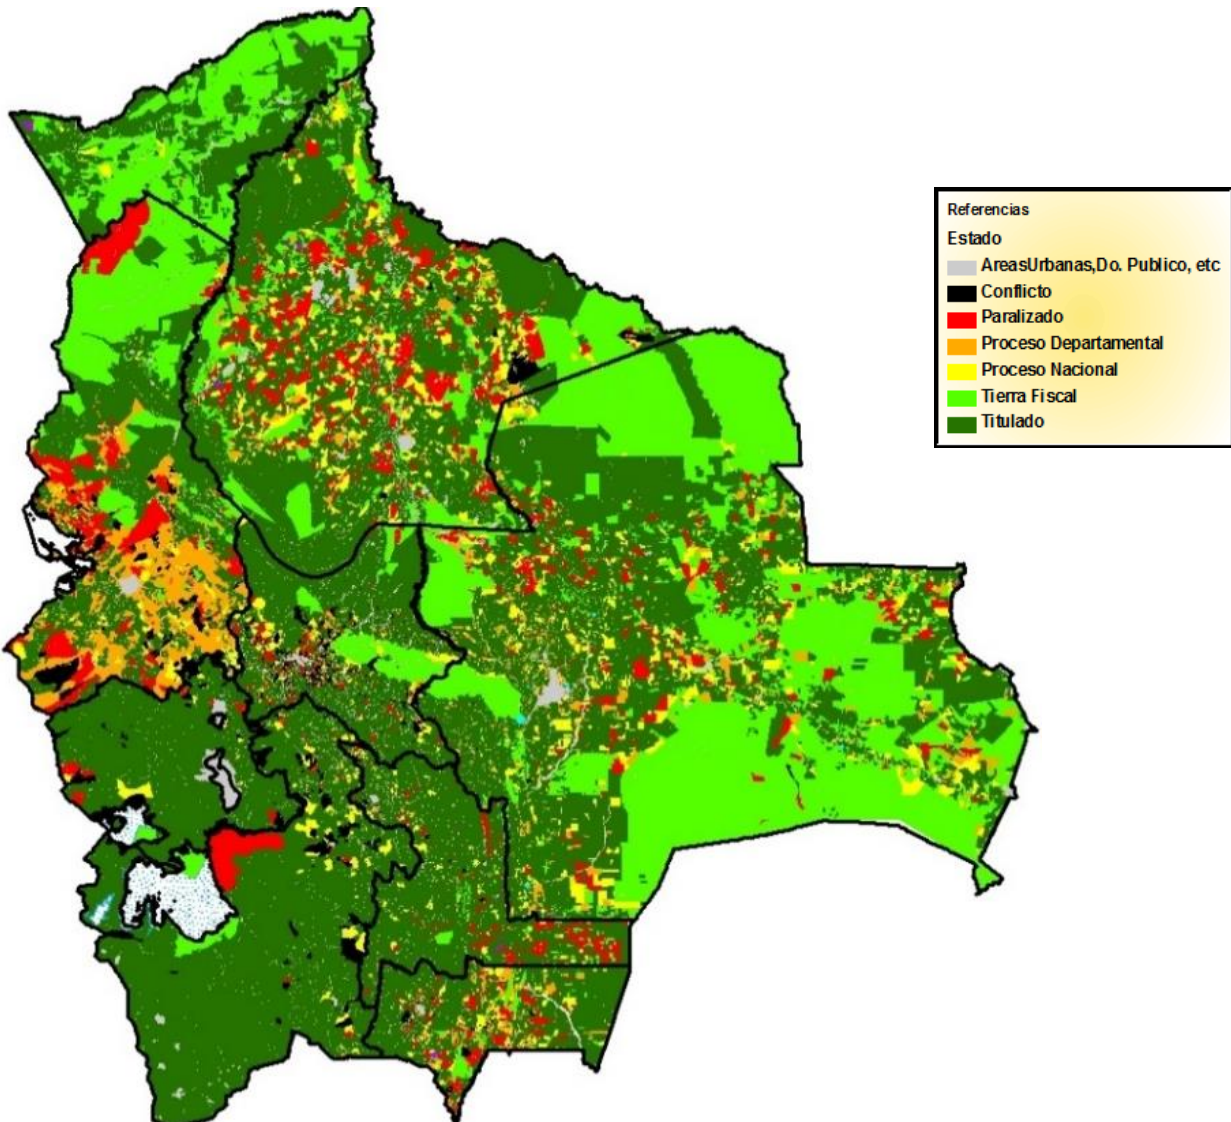 Referencias
Estado
AreasUrbanas,Do. Publico, etc
Conflicto
Paralizado
Proceso Departamental
Proceso Nacional
Tierra Fiscal
Titulado